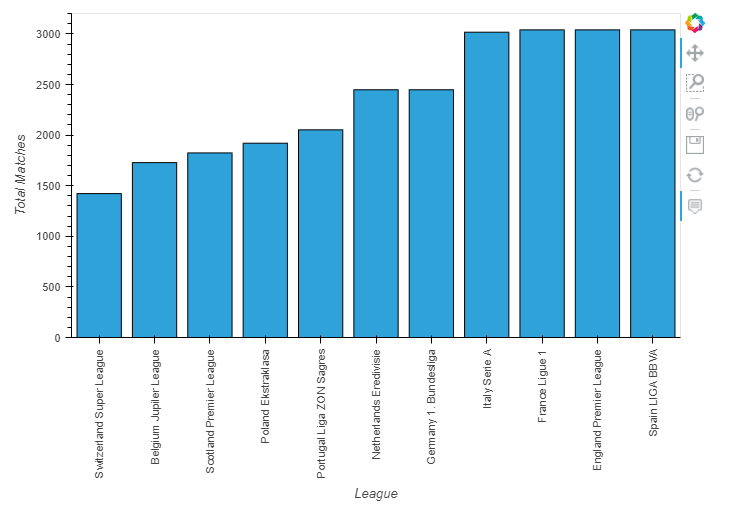 3000
2500
2000
1500
1000
500
0
Total Matches
Switzerland Super League
Belgium Jupiler League
Scotland Premier League
Poland Ekstraklasa
Portugal Liga ZON Sagres
Netherlands Eredivisie
Germany 1. Bundesliga
Italy Serie A
France Ligue 1
England Premier League
Spain LIGA BBVA
League